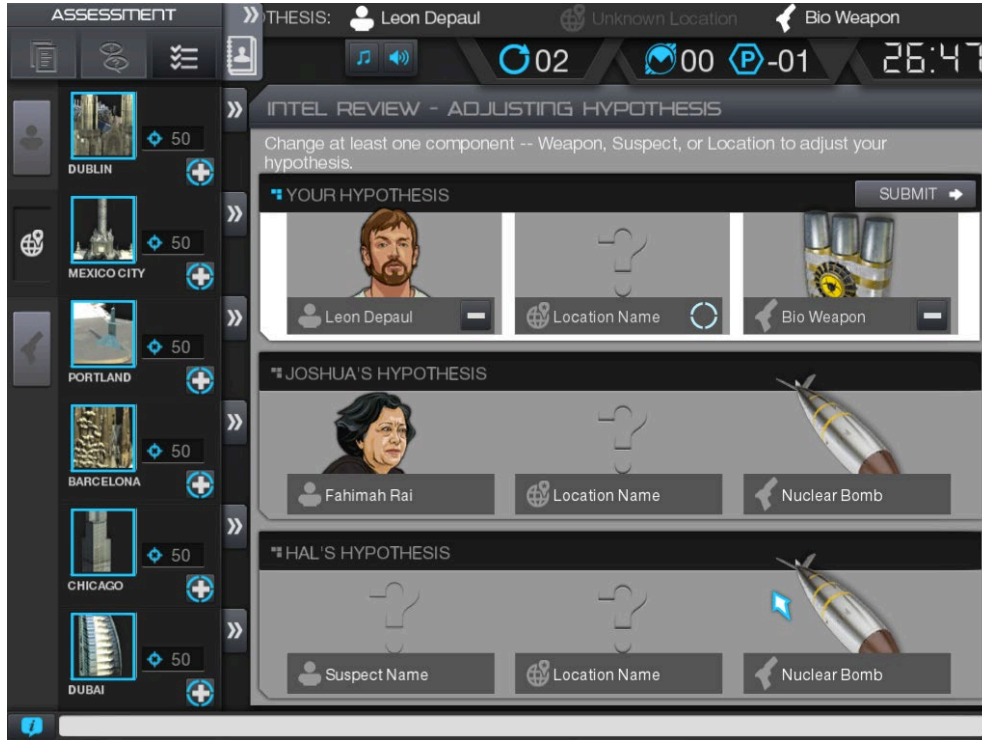 ASSESSMENT
OTHESIS: Leon Depaul Unknown Location Bio Weapon
02 00 P -01 26:47
INTEL REVIEW - ADJUSTING HYPOTHESIS
Change at least one component -- Weapon, Suspect, or Location to adjust your
hypothesis.
YOUR HYPOTHESIS SUBMIT
Leon Depaul Location Name Bio Weapon
JOSHUA'S HYPOTHESIS
Fahimah Rai Location Name Nuclear Bomb
HAL'S HYPOTHESIS
Suspect Name Location Name Nuclear Bomb
50
DUBLIN
50
MEXICO CITY
50
PORTLAND
50
BARCELONA
50
CHICAGO
50
DUBAI